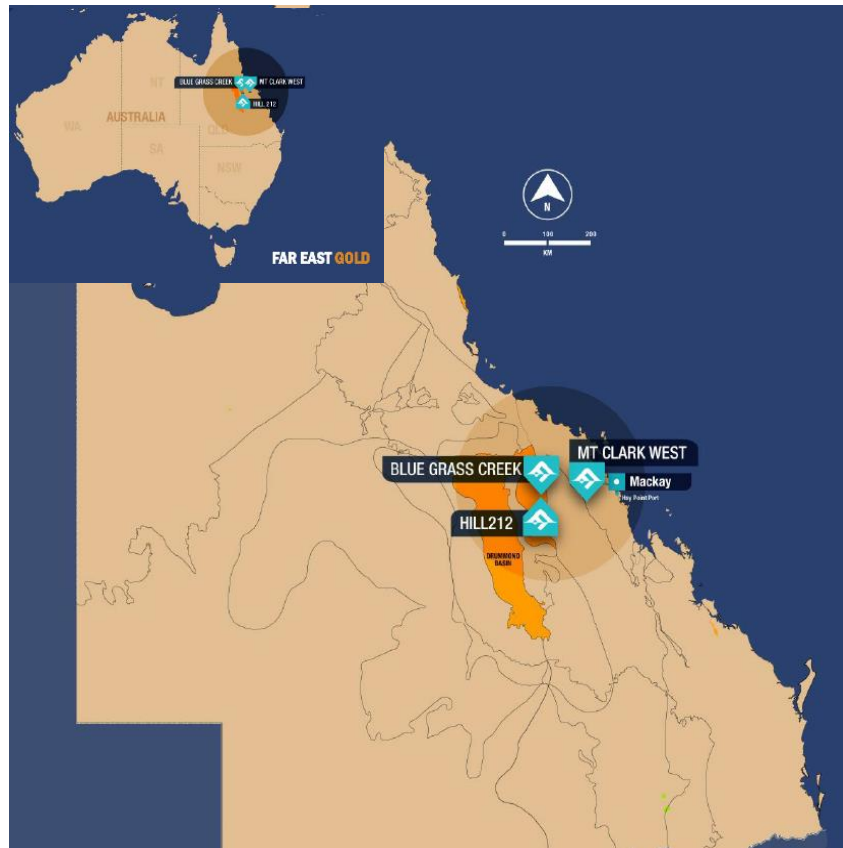 BLUE GRASS CREEK
MT CLARK WEST
HILL 212
NT
AUSTRALIA
WA
QLD
SA
NSW
FAR EAST GOLD
N
0 100 200
KM
MT CLARK WEST
BLUE GRASS CREEK
Mackay
Hay Point Port
HILL212
DRUMMOND
BASIN